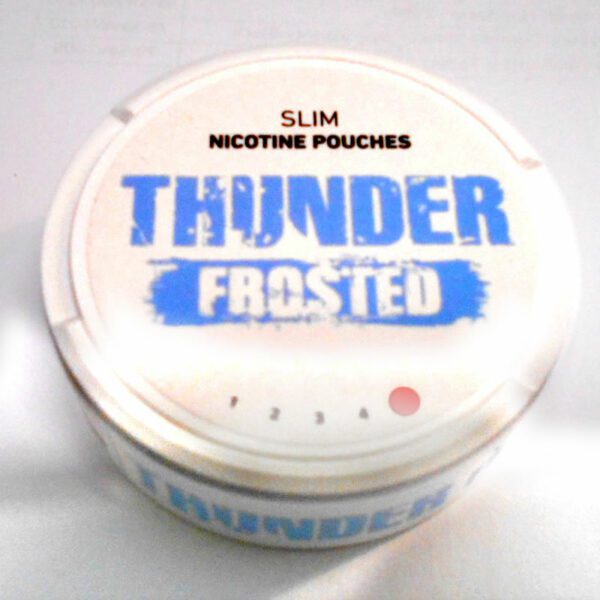 SLIM
NICOTINE POUCHES
THUNDER
FROSTED
1 2 3 4
THUNDER